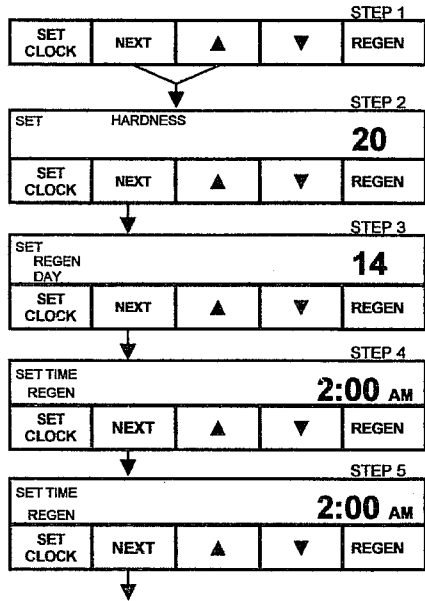 STEP 1
SET CLOCK NEXT ▲ ▼ REGEN
STEP 2
SET HARDNESS
20
SET CLOCK NEXT ▲ ▼ REGEN
STEP 3
SET
REGEN
DAY
14
SET CLOCK NEXT ▲ ▼ REGEN
STEP 4
SET TIME
REGEN
2:00 AM
SET CLOCK NEXT ▲ ▼ REGEN
STEP 5
SET TIME
REGEN
2:00 AM
SET CLOCK NEXT ▲ ▼ REGEN